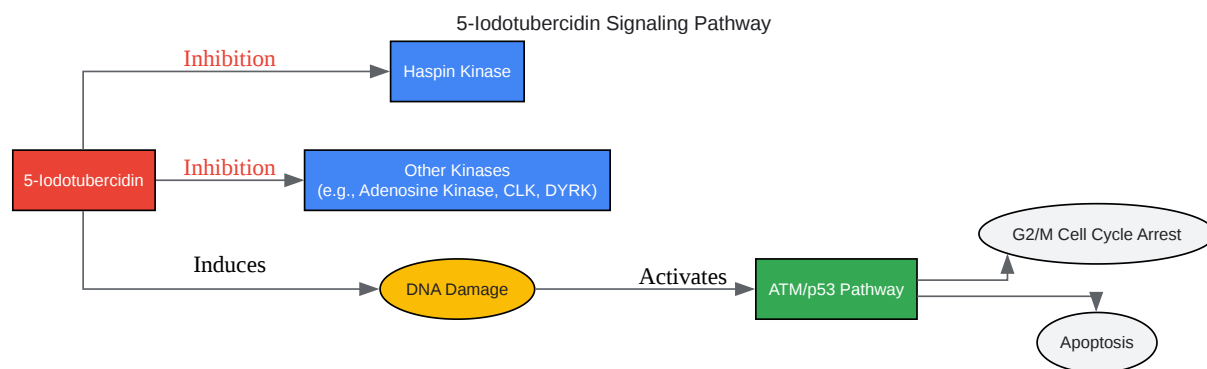 5-Iodotubercidin Signaling Pathway
Inhibition
Haspin Kinase
5-Iodotubercidin
Inhibition
Other Kinases
(e.g., Adenosine Kinase, CLK, DYRK)
G2/M Cell Cycle Arrest
Induces
DNA Damage
Activates
ATM/p53 Pathway
Apoptosis